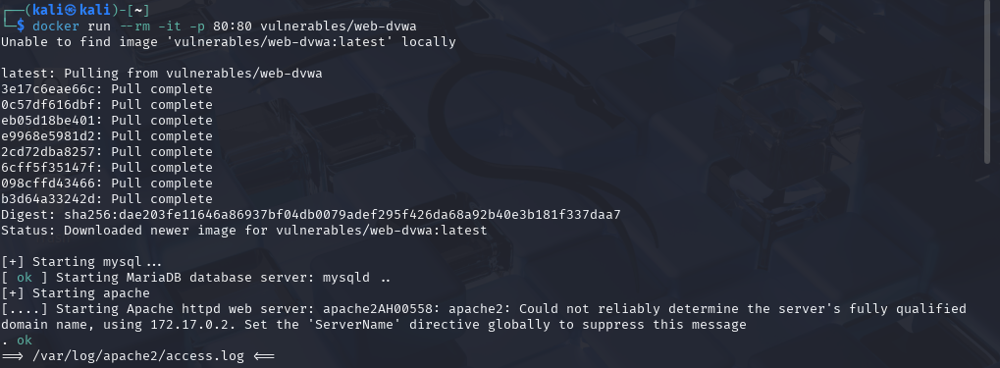 ┌──(kali㉿kali)-[~]
└─$ docker run --rm -it -p 80:80 vulnerables/web-dvwa
Unable to find image 'vulnerables/web-dvwa:latest' locally
latest: Pulling from vulnerables/web-dvwa
3e17c6eae66c: Pull complete
0c57df616dbf: Pull complete
eb05d18be401: Pull complete
e9968e5981d2: Pull complete
2cd72dba8257: Pull complete
6cff5f35147f: Pull complete
098cffd43466: Pull complete
b3d64a33242d: Pull complete
Digest: sha256:dae203fe11646a86937bf04db0079adef295f426da68a92b40e3b181f337daa7
Status: Downloaded newer image for vulnerables/web-dvwa:latest
[+] Starting mysql...
[ ok ] Starting MariaDB database server: mysqld ..
[+] Starting apache
[....] Starting Apache httpd web server: apache2AH00558: apache2: Could not reliably determine the server's fully qualified
domain name, using 172.17.0.2. Set the 'ServerName' directive globally to suppress this message
. ok
==> /var/log/apache2/access.log <==